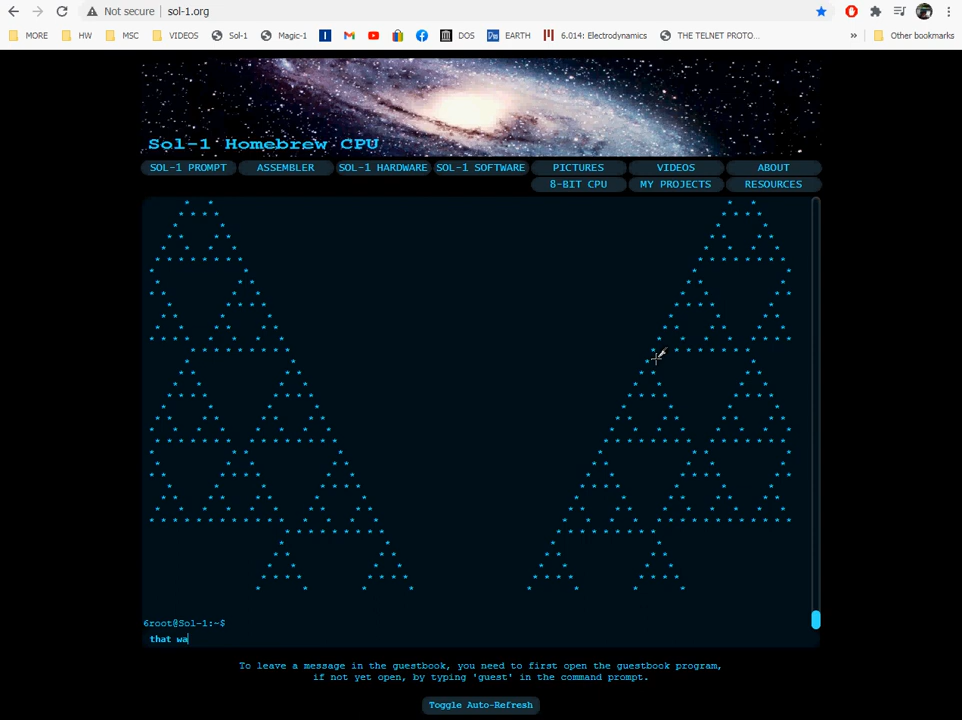 Not secure | sol-1.org
MORE HW MSC VIDEOS Sol-1 Magic-1 DOS EARTH 6.014: Electrodynamics THE TELNET PROTO... » Other bookmarks
Sol-1 Homebrew CPU
SOL-1 PROMPT ASSEMBLER SOL-1 HARDWARE SOL-1 SOFTWARE PICTURES VIDEOS ABOUT
8-BIT CPU MY PROJECTS RESOURCES
6root@Sol-1:~$
that wa
To leave a message in the guestbook, you need to first open the guestbook program,
if not yet open, by typing 'guest' in the command prompt.
Toggle Auto-Refresh